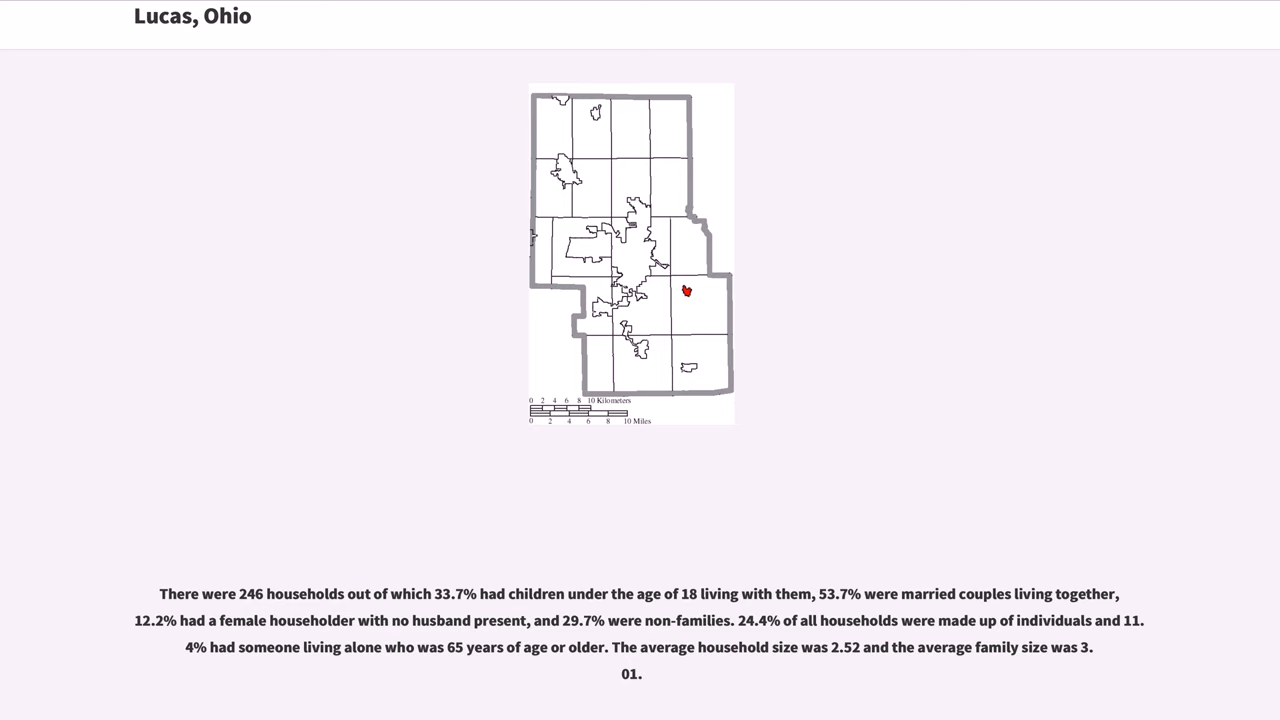 Lucas, Ohio
0 2 4 6 8 10 Kilometers
0 2 4 6 8 10 Miles
There were 246 households out of which 33.7% had children under the age of 18 living with them, 53.7% were married couples living together,
12.2% had a female householder with no husband present, and 29.7% were non-families. 24.4% of all households were made up of individuals and 11.
4% had someone living alone who was 65 years of age or older. The average household size was 2.52 and the average family size was 3.
01.